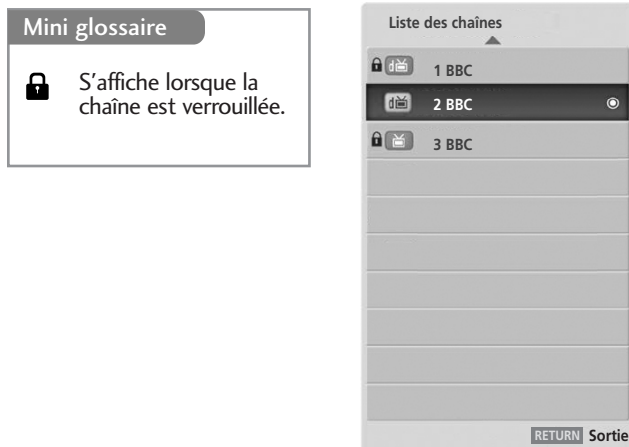 Mini glossaire
S’affiche lorsque la
chaîne est verrouillée.
Liste des chaînes
1 BBC
2 BBC
3 BBC
RETURN Sortie